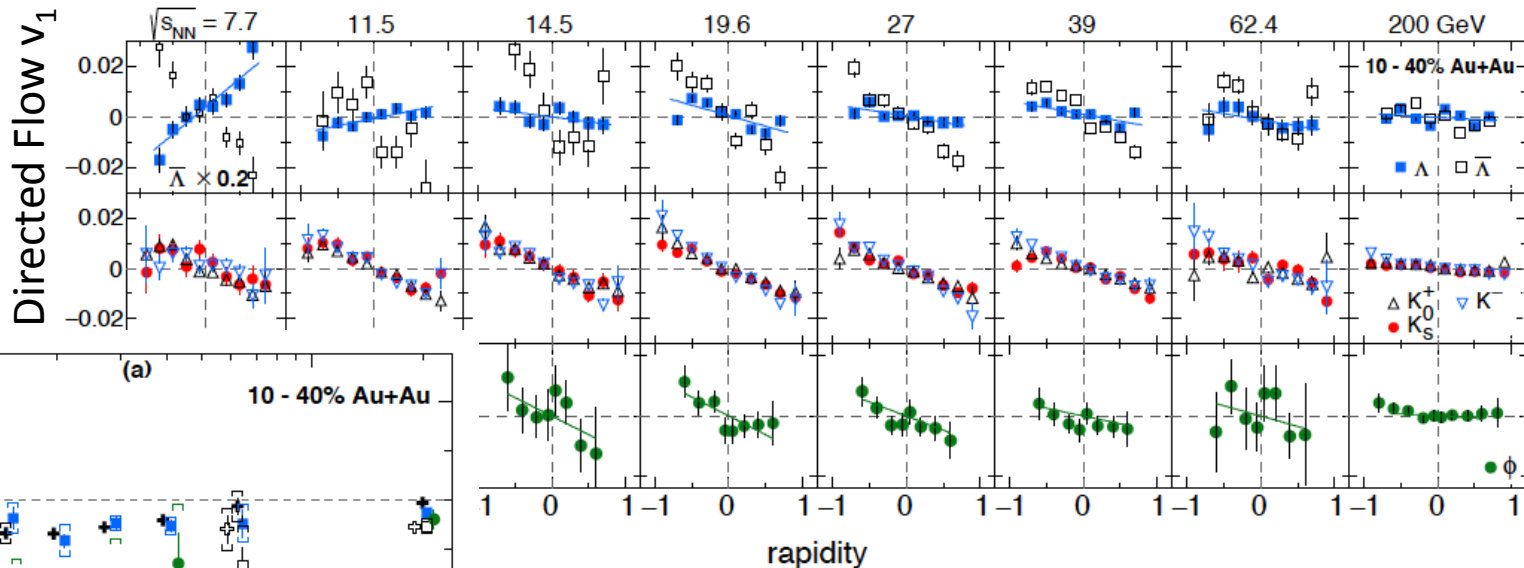 Directed Flow v₁
√s_NN = 7.7 11.5 14.5 19.6 27 39 62.4 200 GeV
0.02
0
−0.02
Λ̅ × 0.2
10 - 40% Au+Au
Λ Λ̅
0.02
0
−0.02
K⁺ K⁻
K⁰_S
(a)
10 - 40% Au+Au
ϕ
1 0 1 −1 0 1 −1 0 1 −1 0 1 −1 0 1 −1 0 1
rapidity